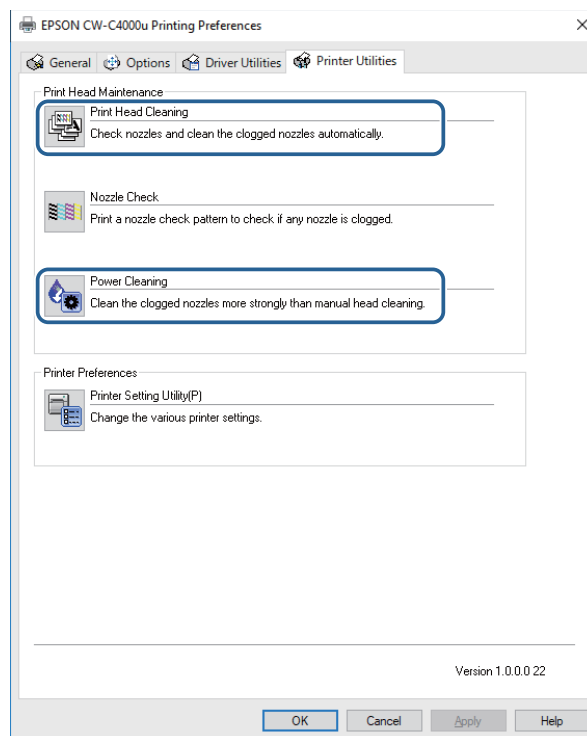 EPSON CW-C4000u Printing Preferences
General Options Driver Utilities Printer Utilities
Print Head Maintenance
Print Head Cleaning
Check nozzles and clean the clogged nozzles automatically.
Nozzle Check
Print a nozzle check pattern to check if any nozzle is clogged.
Power Cleaning
Clean the clogged nozzles more strongly than manual head cleaning.
Printer Preferences
Printer Setting Utility(P)
Change the various printer settings.
Version 1.0.0.0 22
OK Cancel Apply Help